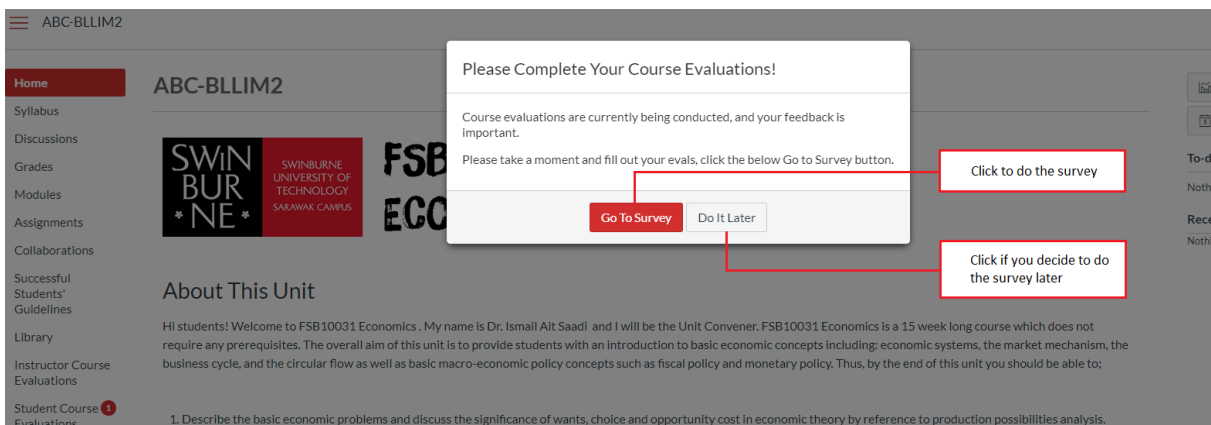 ABC-BLLIM2
Home
Syllabus
Discussions
Grades
Modules
Assignments
Collaborations
Successful
Students'
Guidelines
Library
Instructor Course
Evaluations
Student Course 1
Evaluations
ABC-BLLIM2
SWIN
BUR
* NE *
SWINBURNE
UNIVERSITY OF
TECHNOLOGY
SARAWAK CAMPUS
FSB
ECO
Please Complete Your Course Evaluations!
Course evaluations are currently being conducted, and your feedback is
important.
Please take a moment and fill out your evals, click the below Go to Survey button.
Go To Survey
Do It Later
Click to do the survey
Click if you decide to do
the survey later
About This Unit
Hi students! Welcome to FSB10031 Economics . My name is Dr. Ismail Ait Saadi and I will be the Unit Convener. FSB10031 Economics is a 15 week long course which does not
require any prerequisites. The overall aim of this unit is to provide students with an introduction to basic economic concepts including: economic systems, the market mechanism, the
business cycle, and the circular flow as well as basic macro-economic policy concepts such as fiscal policy and monetary policy. Thus, by the end of this unit you should be able to;
1. Describe the basic economic problems and discuss the significance of wants, choice and opportunity cost in economic theory by reference to production possibilities analysis.
To-d
Noth
Rece
Nothi